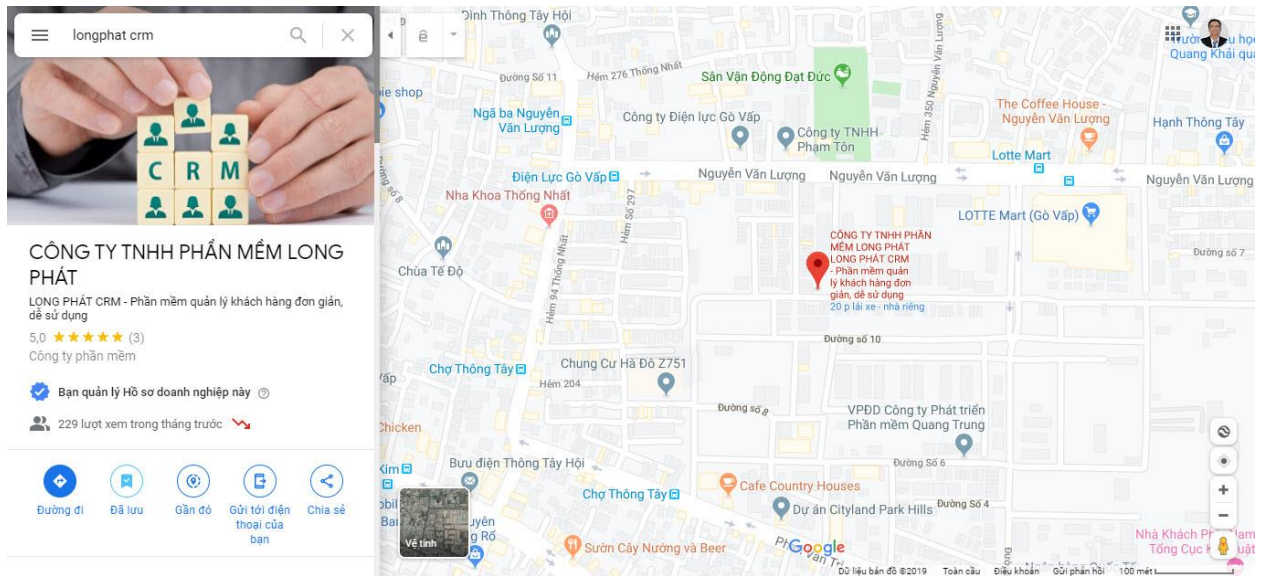 longphat crm
C R M
CÔNG TY TNHH PHẦN MỀM LONG
PHÁT
LONG PHÁT CRM - Phần mềm quản lý khách hàng đơn giản,
dễ sử dụng
5,0 ★★★★★ (3)
Công ty phần mềm
Bạn quản lý Hồ sơ doanh nghiệp này
229 lượt xem trong tháng trước
Đường đi
Đã lưu
Gần đó
Gửi tới điện
thoại của
bạn
Chia sẻ
Đình Thông Tây Hội
Quang Khải
Đường Số 11
Hẻm 276 Thống Nhất
Sân Vận Động Đạt Đức
Hẻm 350 Nguyễn Văn Lượng
The Coffee House -
Nguyễn Văn Lượng
Ngã ba Nguyễn
Văn Lượng
Công ty Điện lực Gò Vấp
Công ty TNHH
Phạm Tôn
Hạnh Thông Tây
Lotte Mart
Điện Lực Gò Vấp
Nguyễn Văn Lượng
Nguyễn Văn Lượng
Nguyễn Văn Lượng
Nha Khoa Thống Nhất
Hẻm Số 297
LOTTE Mart (Gò Vấp)
Chùa Tế Độ
Hẻm 94 Thống Nhất
CÔNG TY TNHH PHẦN
MỀM LONG PHÁT
LONG PHÁT CRM
- Phần mềm quản
lý khách hàng đơn
giản, dễ sử dụng
20 p lái xe - nhà riêng
Đường số 7
Đường số 10
Chợ Thông Tây
Chung Cư Hà Đô Z751
Hẻm 204
Đường số 8
VPĐD Công ty Phát triển
Phần mềm Quang Trung
Chicken
Bưu điện Thông Tây Hội
Đường Số 6
Chợ Thông Tây
Cafe Country Houses
Dự án Cityland Park Hills
Đường Số 4
Vệ tinh
Sườn Cây Nướng và Beer
Google
Nhà Khách
Tổng Cục
Dữ liệu bản đồ ©2019
Toàn cầu
Điều khoản
Gửi phản hồi
100 mét